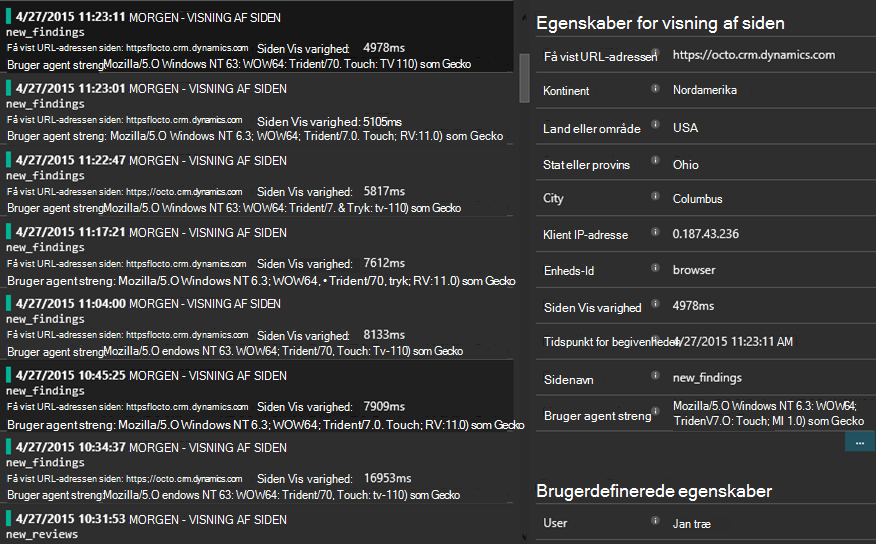 4/27/2015 11:23:11 MORGEN - VISNING AF SIDEN
new_findings
Få vist URL-adressen siden: httpsflocto.crm.dynamics.com Siden Vis varighed: 4978ms
Bruger agent streng Mozilla/5.O Windows NT 63: WOW64: Trident/70. Touch: TV 110) som Gecko
4/27/2015 11:23:01 MORGEN - VISNING AF SIDEN
new_findings
Få vist URL-adressen siden: httpsflocto.crm.dynamics.com Siden Vis varighed: 5105ms
Bruger agent streng: Mozilla/5.O Windows NT 6.3; WOW64; Trident/7.0. Touch; RV:11.0) som Gecko
4/27/2015 11:22:47 MORGEN - VISNING AF SIDEN
new_findings
Få vist URL-adressen siden: https;//octo.crm.dynamics.com Siden Vis varighed: 5817ms
Bruger agent streng Mozilla/5.O Windows NT 63: WOW64: Trident/7. & Tryk: tv-110) som Gecko
4/27/2015 11:17:21 MORGEN - VISNING AF SIDEN
new_findings
Få vist URL-adressen siden: httpsflocto.crm.dynamics.com Siden Vis varighed: 7612ms
Bruger agent streng: Mozilla/5.O Windows NT 6.3; WOW64, • Trident/70, tryk; RV:11.0) som Gecko
4/27/2015 11:04:00 MORGEN - VISNING AF SIDEN
new_findings
Få vist URL-adressen siden: httpsflocto.crm.dynamics.com Siden Vis varighed: 8133ms
Bruger agent streng Mozilla/5.O endows NT 63. WOW64; Trident/70, Touch: Tv-110) som Gecko
4/27/2015 10:45:25 MORGEN - VISNING AF SIDEN
new_findings
Få vist URL-adressen siden: httpsflocto.crm.dynamics.com Siden Vis varighed: 7909ms
Bruger agent streng: Mozilla/5.O Windows NT 6.3; WOW64; Trident/7.0. Touch; RV:11.0) som Gecko
4/27/2015 10:34:37 MORGEN - VISNING AF SIDEN
new_findings
Få vist URL-adressen siden: https;//octo.crm.dynamics.com Siden Vis varighed: 16953ms
Bruger agent streng Mozilla/5.O endows NT 63: WOW64: Trident/70, Touch: tv-110) som Gecko
4/27/2015 10:31:53 MORGEN - VISNING AF SIDEN
new_reviews
Egenskaber for visning af siden
Få vist URL-adressen https://octo.crm.dynamics.com
Kontinent Nordamerika
Land eller område USA
Stat eller provins Ohio
City Columbus
Klient IP-adresse 0.187.43.236
Enheds-Id browser
Siden Vis varighed 4978ms
Tidspunkt for begivenheden 4/27/2015 11:23:11 AM
Sidenavn new_findings
Bruger agent streng Mozilla/5.O Windows NT 6.3: WOW64;
TridenV7.O: Touch; MI 1.0) som Gecko
...
Brugerdefinerede egenskaber
User Jan træ